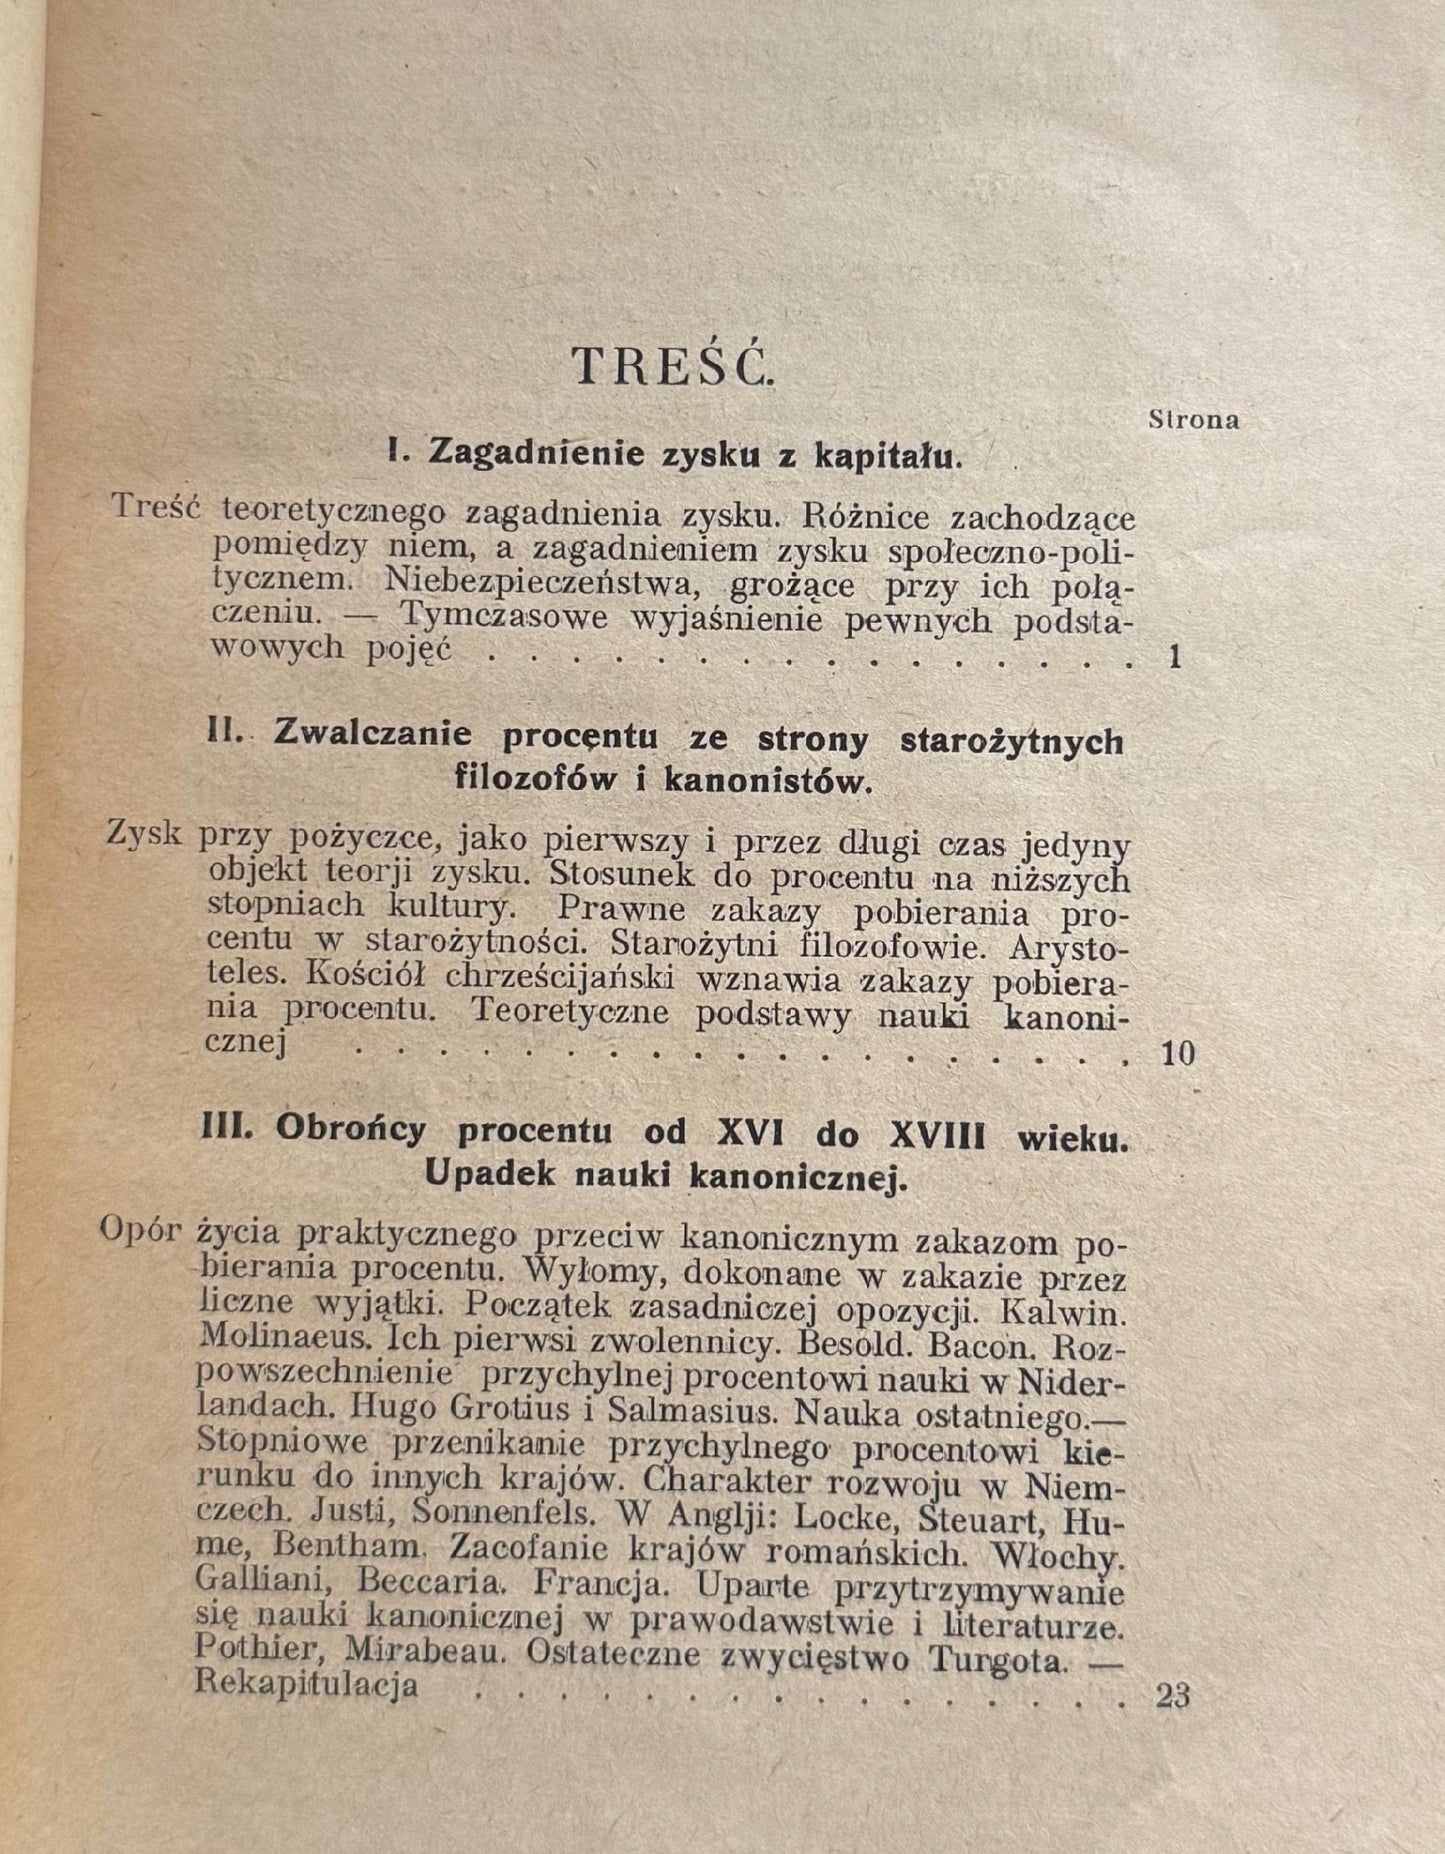 TREŚĆ.
Strona
I. Zagadnienie zysku z kapitału.
Treść teoretycznego zagadnienia zysku. Różnice zachodzące
pomiędzy niem, a zagadnieniem zysku społeczno-poli-
tycznem. Niebezpieczeństwa, grożące przy ich połą-
czeniu. — Tymczasowe wyjaśnienie pewnych podsta-
wowych pojęć . . . . . . . . . . . . . . . . 1
II. Zwalczanie procentu ze strony starożytnych
filozofów i kanonistów.
Zysk przy pożyczce, jako pierwszy i przez długi czas jedyny
objekt teorji zysku. Stosunek do procentu na niższych
stopniach kultury. Prawne zakazy pobierania pro-
centu w starożytności. Starożytni filozofowie. Arysto-
teles. Kościół chrześcijański wznawia zakazy pobiera-
nia procentu. Teoretyczne podstawy nauki kanoni-
cznej . . . . . . . . . . . . . . . . . . . 10
III. Obrońcy procentu od XVI do XVIII wieku.
Upadek nauki kanonicznej.
Opór życia praktycznego przeciw kanonicznym zakazom po-
bierania procentu. Wyłomy, dokonane w zakazie przez
liczne wyjątki. Początek zasadniczej opozycji. Kalwin.
Molinaeus. Ich pierwsi zwolennicy. Besold. Bacon. Roz-
powszechnienie przychylnej procentowi nauki w Nider-
landach. Hugo Grotius i Salmasius. Nauka ostatniego.—
Stopniowe przenikanie przychylnego procentowi kie-
runku do innych krajów. Charakter rozwoju w Niem-
czech. Justi, Sonnenfels. W Anglji: Locke, Steuart, Hu-
me, Bentham. Zacofanie krajów romańskich. Włochy.
Galliani, Beccaria. Francja. Uparte przytrzymywanie
się nauki kanonicznej w prawodawstwie i literaturze.
Pothier, Mirabeau. Ostateczne zwycięstwo Turgota. —
Rekapitulacja . . . . . . . . . . . . . . . . 23